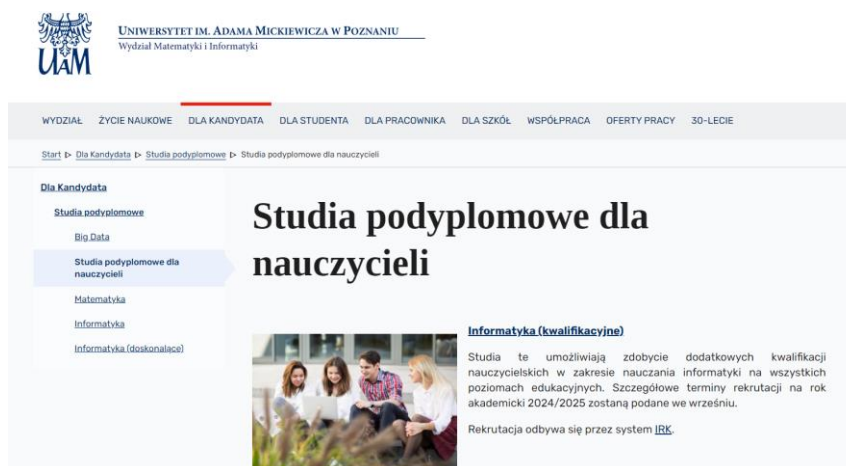 UAM
UNIWERSYTET IM. ADAMA MICKIEWICZA W POZNANIU
Wydział Matematyki i Informatyki
WYDZIAŁ ŻYCIE NAUKOWE DLA KANDYDATA DLA STUDENTA DLA PRACOWNIKA DLA SZKÓŁ WSPÓŁPRACA OFERTY PRACY 30-LECIE
Start ▷ Dla Kandydata ▷ Studia podyplomowe ▷ Studia podyplomowe dla nauczycieli
Dla Kandydata
Studia podyplomowe
Big Data
Studia podyplomowe dla
nauczycieli
Matematyka
Informatyka
Informatyka (doskonalące)
Studia podyplomowe dla
nauczycieli
Informatyka (kwalifikacyjne)
Studia te umożliwiają zdobycie dodatkowych kwalifikacji
nauczycielskich w zakresie nauczania informatyki na wszystkich
poziomach edukacyjnych. Szczegółowe terminy rekrutacji na rok
akademicki 2024/2025 zostaną podane we wrześniu.
Rekrutacja odbywa się przez system IRK.